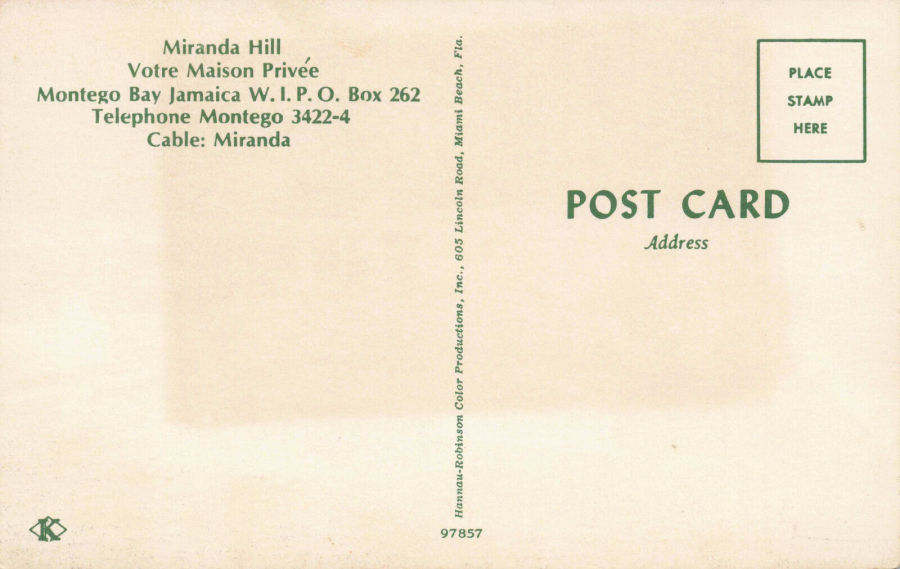 Miranda Hill
Votre Maison Privée
Montego Bay Jamaica W. I. P. O. Box 262
Telephone Montego 3422-4
Cable: Miranda
Hannau-Robinson Color Productions, Inc., 605 Lincoln Road, Miami Beach, Fla.
PLACE
STAMP
HERE
POST CARD
Address
K
97857